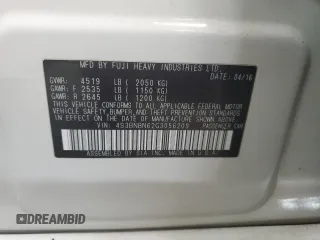 MFD BY FUJI HEAVY INDUSTRIES LTD.
DATE: 04/16
GVWR: 4519 LB ( 2050 KG)
GAWR: F 2535 LB ( 1150 KG)
GAWR: R 2645 LB ( 1200 KG)
THIS VEHICLE CONFORMS TO ALL APPLICABLE FEDERAL MOTOR
VEHICLE SAFETY, BUMPER, AND THEFT PREVENTION STANDARDS
IN EFFECT ON THE DATE OF MANUFACTURE SHOWN ABOVE.
VIN: 4S3BNBN62G3056209 PASSENGER CAR
ASSEMBLED BY SIA INC. MADE IN U.S.A.
DREAMBID